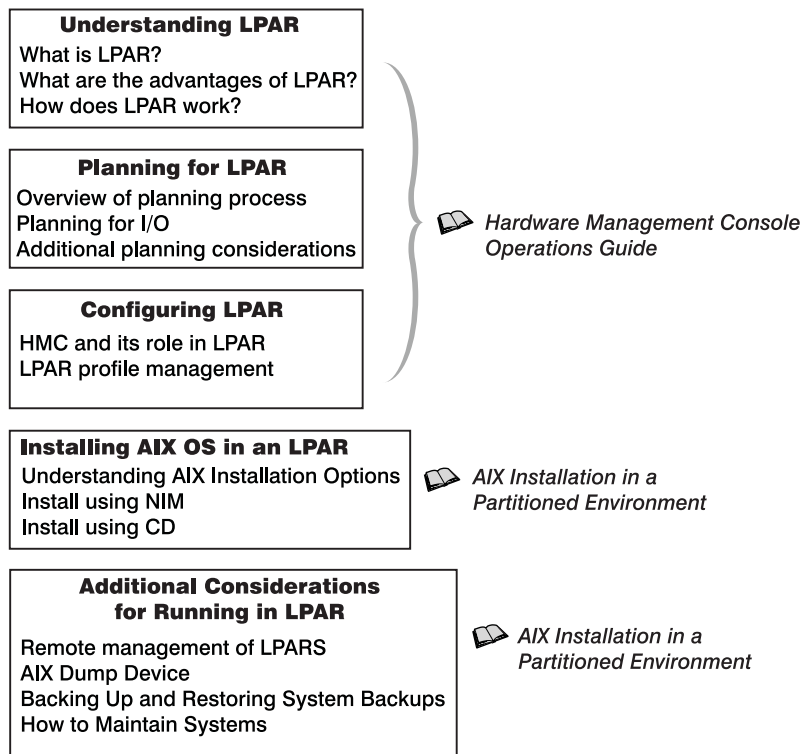 Understanding LPAR
What is LPAR?
What are the advantages of LPAR?
How does LPAR work?
Planning for LPAR
Overview of planning process
Planning for I/O
Additional planning considerations
Hardware Management Console
Operations Guide
Configuring LPAR
HMC and its role in LPAR
LPAR profile management
Installing AIX OS in an LPAR
Understanding AIX Installation Options
Install using NIM
Install using CD
AIX Installation in a
Partitioned Environment
Additional Considerations
for Running in LPAR
Remote management of LPARS
AIX Dump Device
Backing Up and Restoring System Backups
How to Maintain Systems
AIX Installation in a
Partitioned Environment